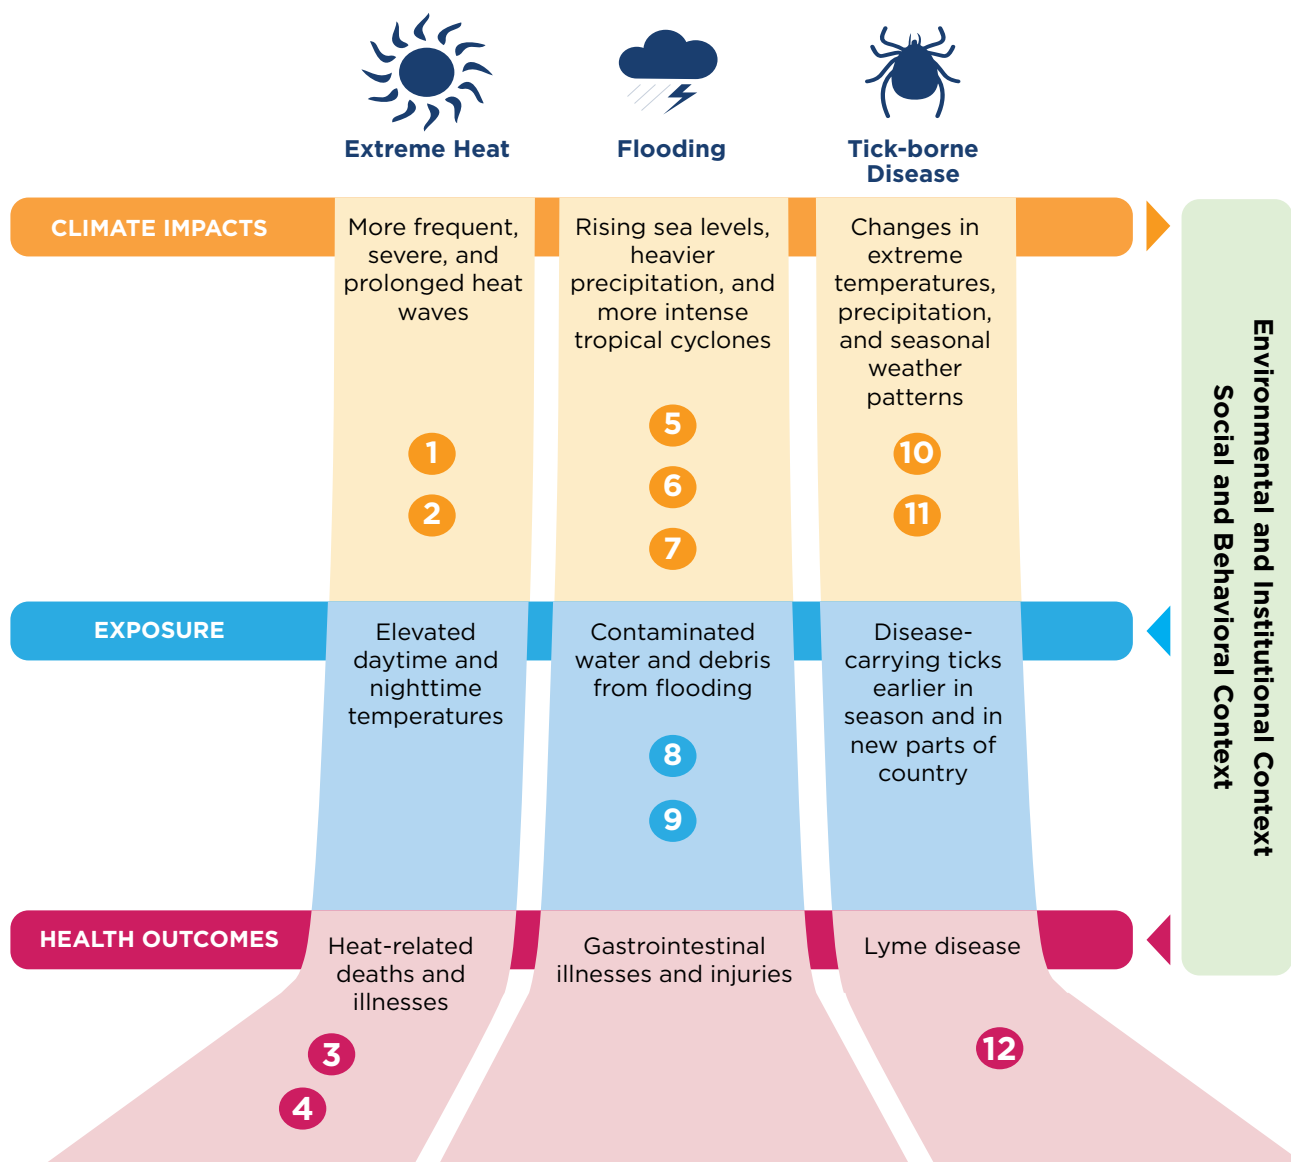 Extreme Heat
Flooding
Tick-borne
Disease
CLIMATE IMPACTS
More frequent,
severe, and
prolonged heat
waves
1
2
Rising sea levels,
heavier
precipitation, and
more intense
tropical cyclones
5
6
7
Changes in
extreme
temperatures,
precipitation,
and seasonal
weather
patterns
10
11
EXPOSURE
Elevated
daytime and
nighttime
temperatures
Contaminated
water and debris
from flooding
8
9
Disease-
carrying ticks
earlier in
season and in
new parts of
country
HEALTH OUTCOMES
Heat-related
deaths and
illnesses
3
4
Gastrointestinal
illnesses and injuries
Lyme disease
12
Environmental and Institutional Context
Social and Behavioral Context